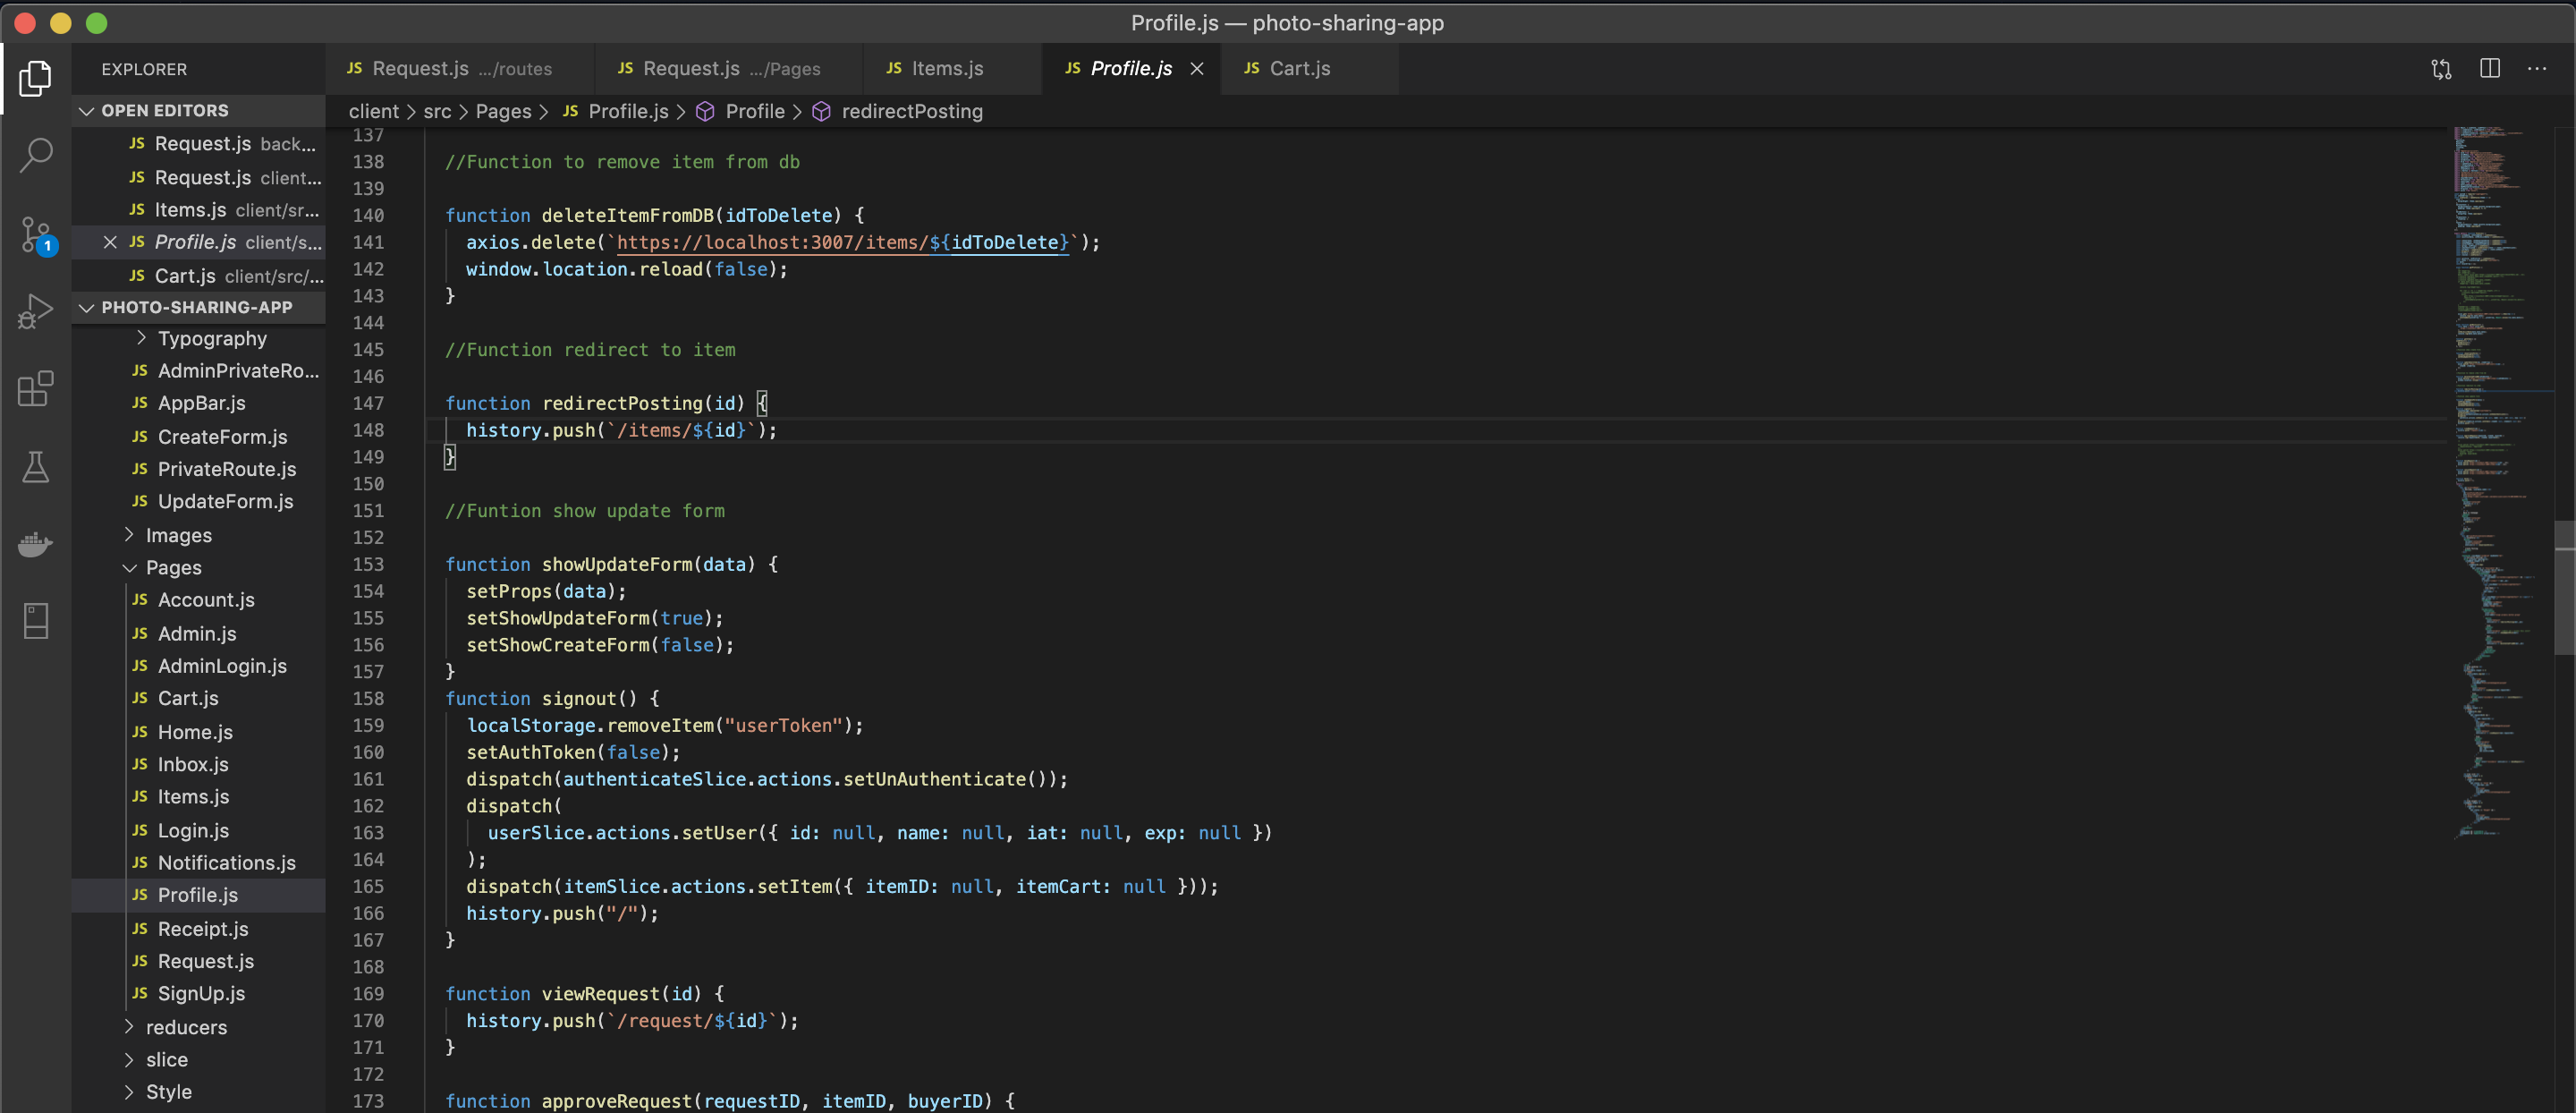 Profile.js — photo-sharing-app
EXPLORER
OPEN EDITORS
JS Request.js back...
JS Request.js client...
JS Items.js client/sr...
JS Profile.js client/s...
JS Cart.js client/src/...
PHOTO-SHARING-APP
Typography
JS AdminPrivateRo...
JS AppBar.js
JS CreateForm.js
JS PrivateRoute.js
JS UpdateForm.js
Images
Pages
JS Account.js
JS Admin.js
JS AdminLogin.js
JS Cart.js
JS Home.js
JS Inbox.js
JS Items.js
JS Login.js
JS Notifications.js
JS Profile.js
JS Receipt.js
JS Request.js
JS SignUp.js
reducers
slice
Style
1
JS Request.js .../routes
JS Request.js .../Pages
JS Items.js
JS Profile.js
JS Cart.js
client > src > Pages > JS Profile.js > Profile > redirectPosting
137
138 //Function to remove item from db
139
140 function deleteItemFromDB(idToDelete) {
141 axios.delete(`https://localhost:3007/items/${idToDelete}`);
142 window.location.reload(false);
143 }
144
145 //Function redirect to item
146
147 function redirectPosting(id) {
148 history.push(`/items/${id}`);
149 }
150
151 //Funtion show update form
152
153 function showUpdateForm(data) {
154 setProps(data);
155 setShowUpdateForm(true);
156 setShowCreateForm(false);
157 }
158 function signout() {
159 localStorage.removeItem("userToken");
160 setAuthToken(false);
161 dispatch(authenticateSlice.actions.setUnAuthenticate());
162 dispatch(
163 userSlice.actions.setUser({ id: null, name: null, iat: null, exp: null })
164 );
165 dispatch(itemSlice.actions.setItem({ itemID: null, itemCart: null }));
166 history.push("/");
167 }
168
169 function viewRequest(id) {
170 history.push(`/request/${id}`);
171 }
172
173 function approveRequest(requestID, itemID, buyerID) {